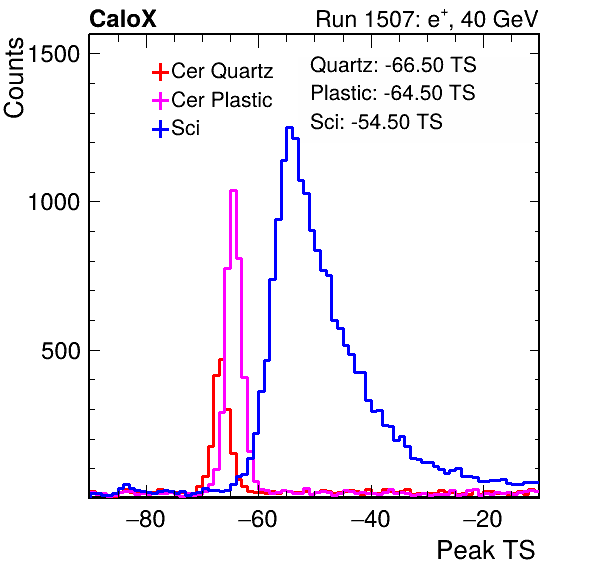 CaloX Run 1507: e⁺, 40 GeV
Counts
1500
1000
500
Cer Quartz
Cer Plastic
Sci
Quartz: -66.50 TS
Plastic: -64.50 TS
Sci: -54.50 TS
−80 −60 −40 −20
Peak TS